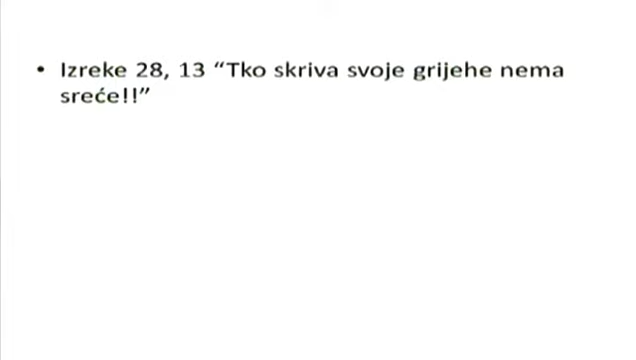 • Izreke 28, 13 “Tko skriva svoje grijehe nema
sreće!!”